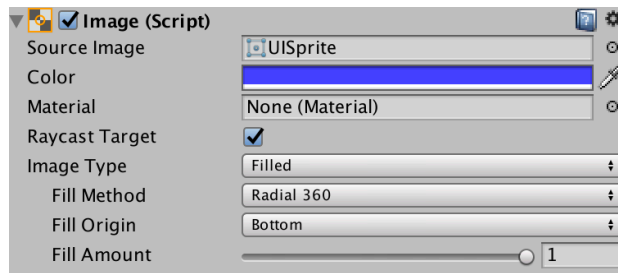 Image (Script)
Source Image UISprite
Color
Material None (Material)
Raycast Target
Image Type Filled
Fill Method Radial 360
Fill Origin Bottom
Fill Amount 1